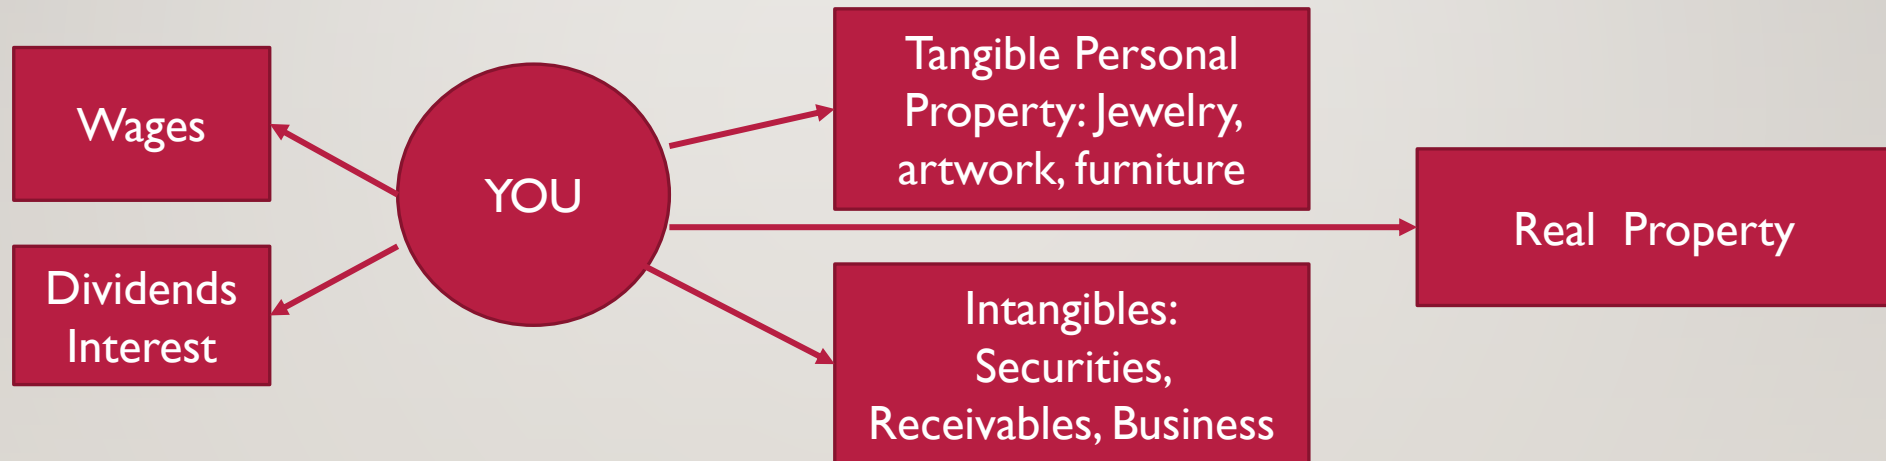 Wages
Dividends
Interest
YOU
Tangible Personal
Property: Jewelry,
artwork, furniture
Intangibles:
Securities,
Receivables, Business
Real Property